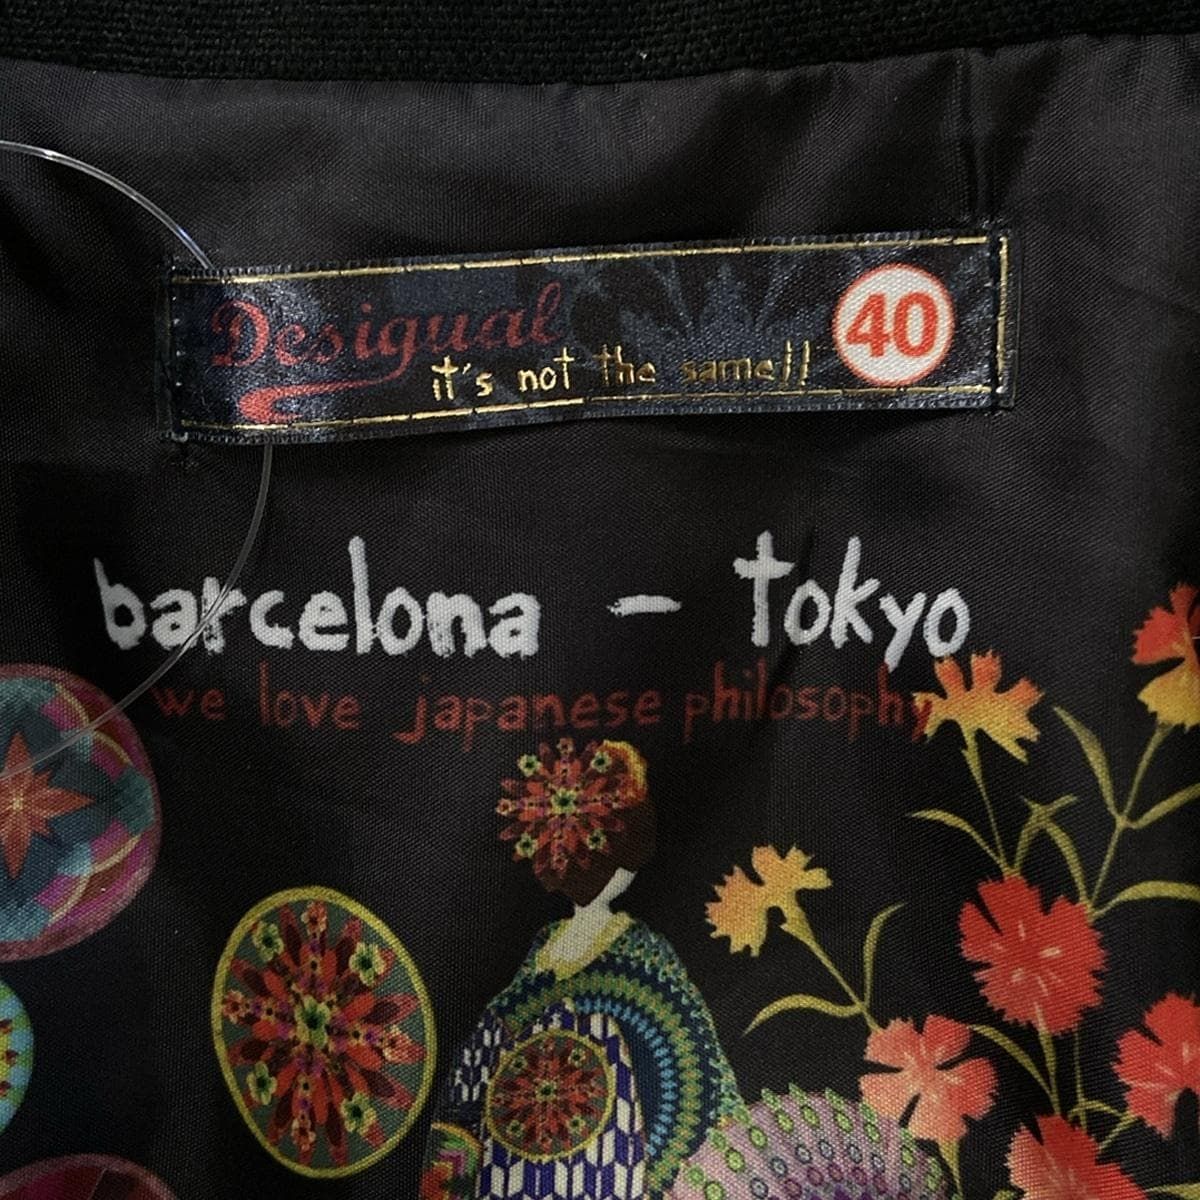 Desigual
it's not the same!!
40
barcelona - tokyo
we love japanese philosophy